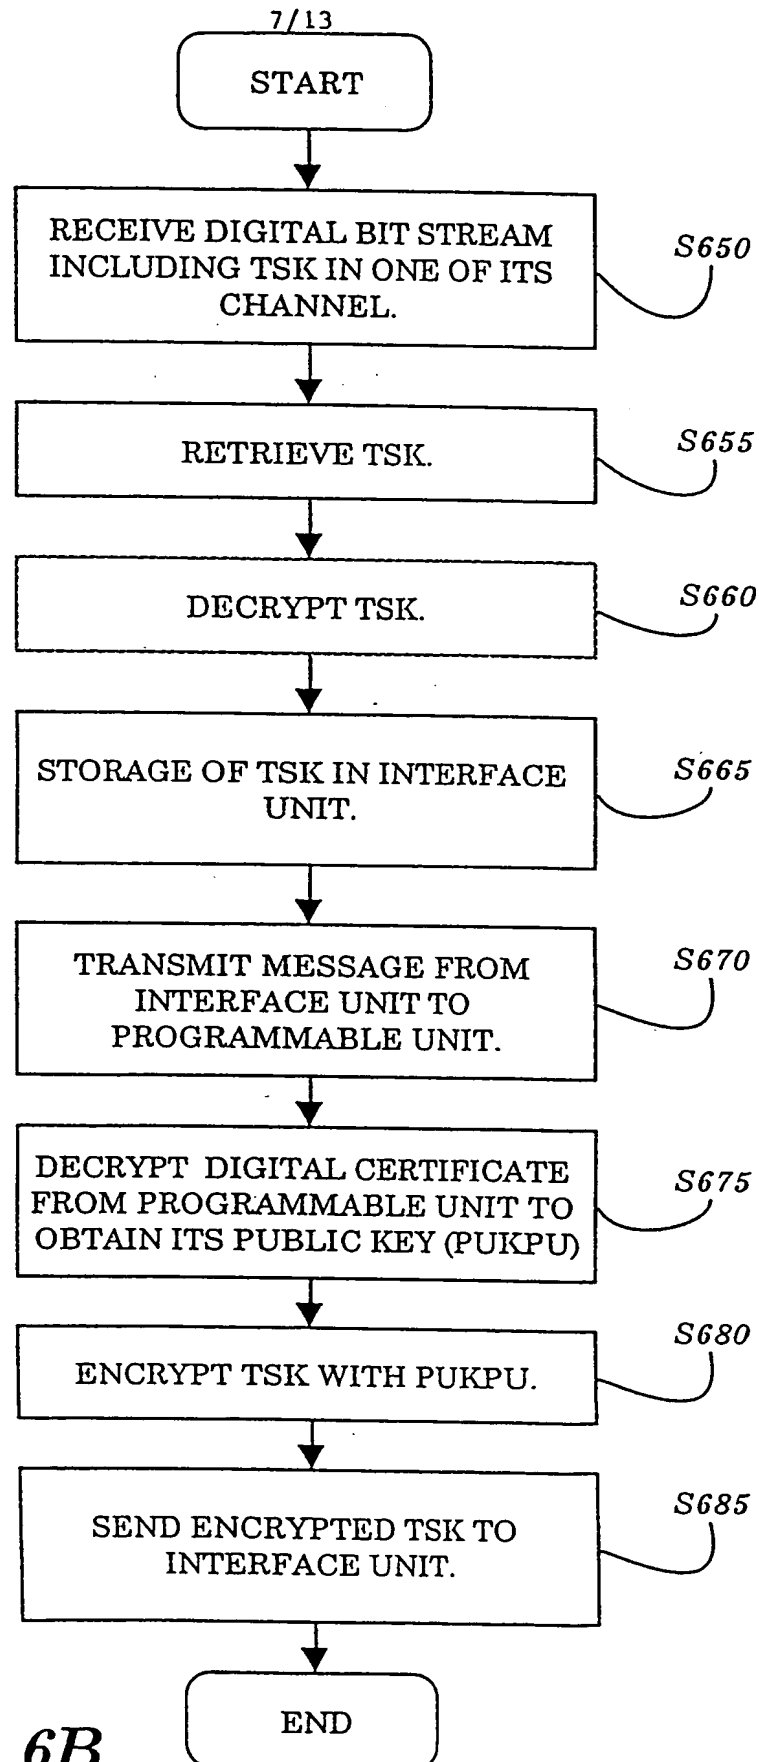 7/13
START
RECEIVE DIGITAL BIT STREAM
INCLUDING TSK IN ONE OF ITS
CHANNEL.
S650
RETRIEVE TSK.
S655
DECRYPT TSK.
S660
STORAGE OF TSK IN INTERFACE
UNIT.
S665
TRANSMIT MESSAGE FROM
INTERFACE UNIT TO
PROGRAMMABLE UNIT.
S670
DECRYPT DIGITAL CERTIFICATE
FROM PROGRAMMABLE UNIT TO
OBTAIN ITS PUBLIC KEY (PUKPU)
S675
ENCRYPT TSK WITH PUKPU.
S680
SEND ENCRYPTED TSK TO
INTERFACE UNIT.
S685
END
6B